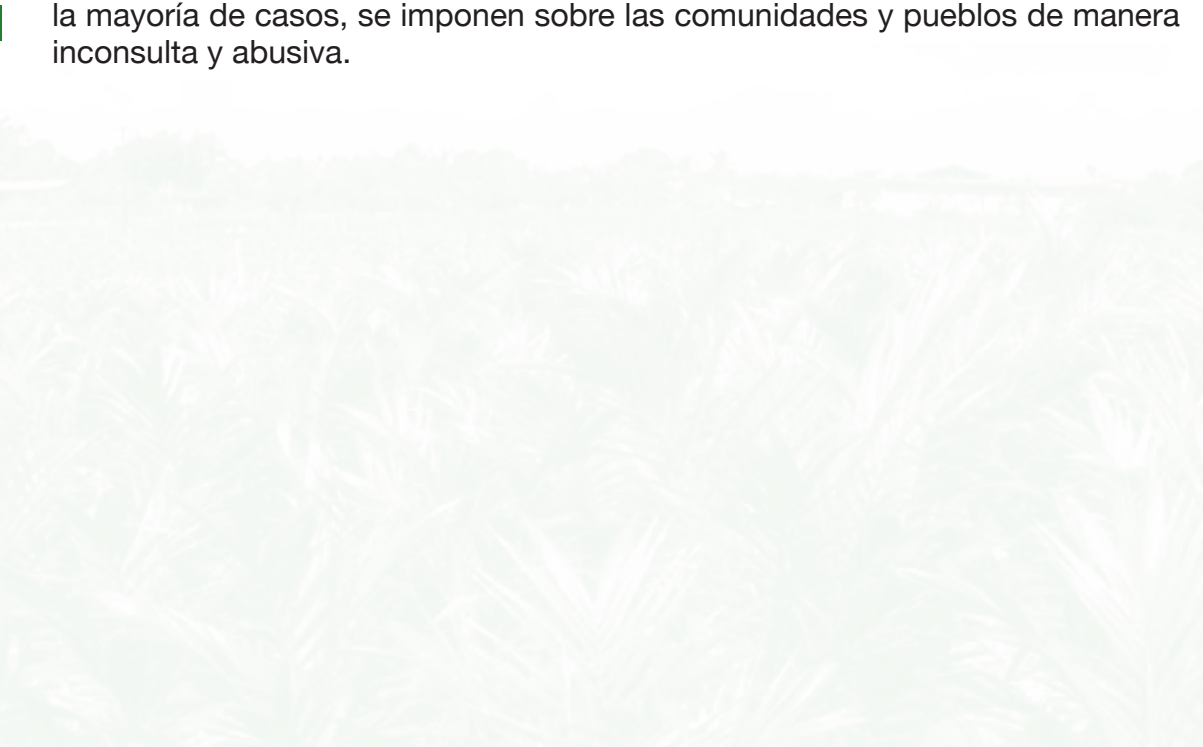 la mayoría de casos, se imponen sobre las comunidades y pueblos de manera
inconsulta y abusiva.